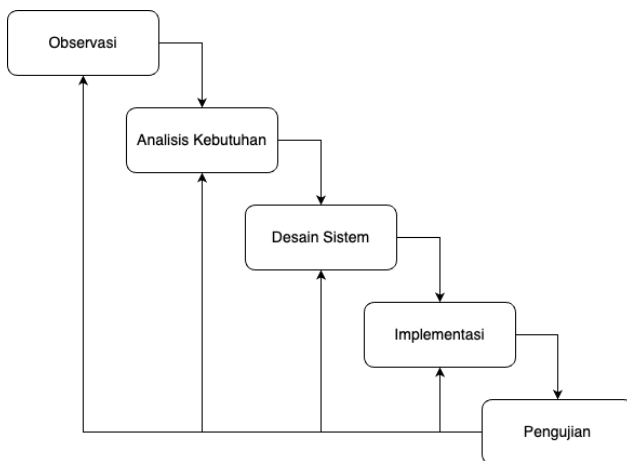 Observasi
Analisis Kebutuhan
Desain Sistem
Implementasi
Pengujian